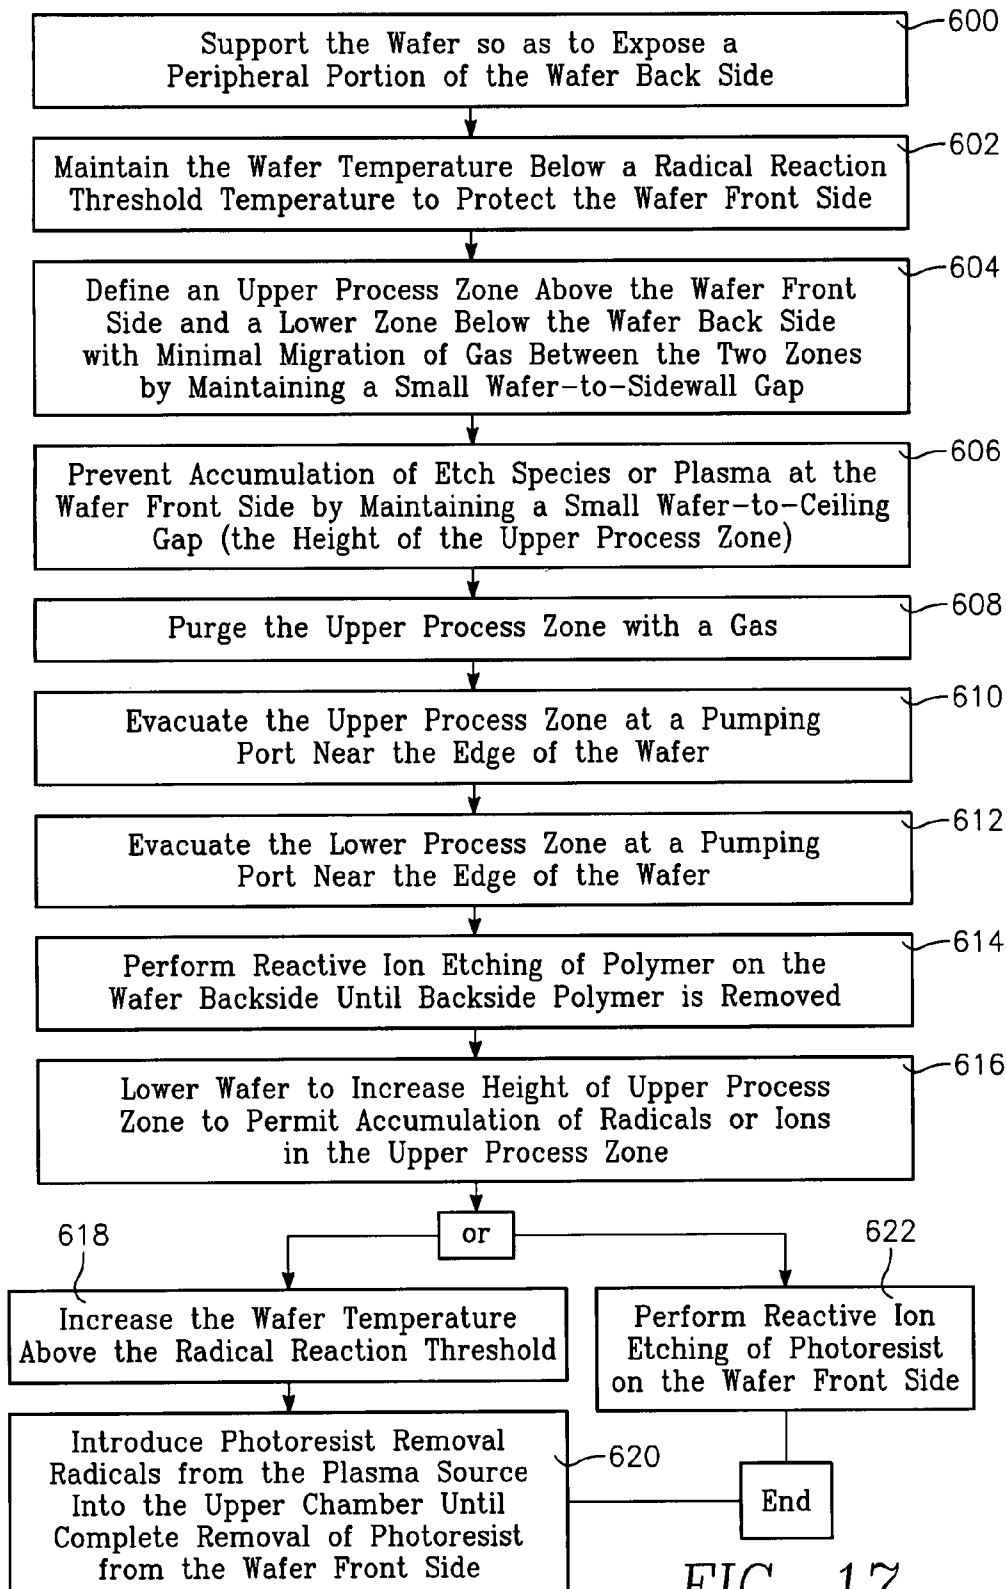 600
Support the Wafer so as to Expose a
Peripheral Portion of the Wafer Back Side
602
Maintain the Wafer Temperature Below a Radical Reaction
Threshold Temperature to Protect the Wafer Front Side
604
Define an Upper Process Zone Above the Wafer Front
Side and a Lower Zone Below the Wafer Back Side
with Minimal Migration of Gas Between the Two Zones
by Maintaining a Small Wafer-to-Sidewall Gap
606
Prevent Accumulation of Etch Species or Plasma at the
Wafer Front Side by Maintaining a Small Wafer-to-Ceiling
Gap (the Height of the Upper Process Zone)
608
Purge the Upper Process Zone with a Gas
610
Evacuate the Upper Process Zone at a Pumping
Port Near the Edge of the Wafer
612
Evacuate the Lower Process Zone at a Pumping
Port Near the Edge of the Wafer
614
Perform Reactive Ion Etching of Polymer on the
Wafer Backside Until Backside Polymer is Removed
616
Lower Wafer to Increase Height of Upper Process
Zone to Permit Accumulation of Radicals or Ions
in the Upper Process Zone
or
618
Increase the Wafer Temperature
Above the Radical Reaction Threshold
622
Perform Reactive Ion
Etching of Photoresist
on the Wafer Front Side
620
Introduce Photoresist Removal
Radicals from the Plasma Source
Into the Upper Chamber Until
Complete Removal of Photoresist
from the Wafer Front Side
End
FIG. 17